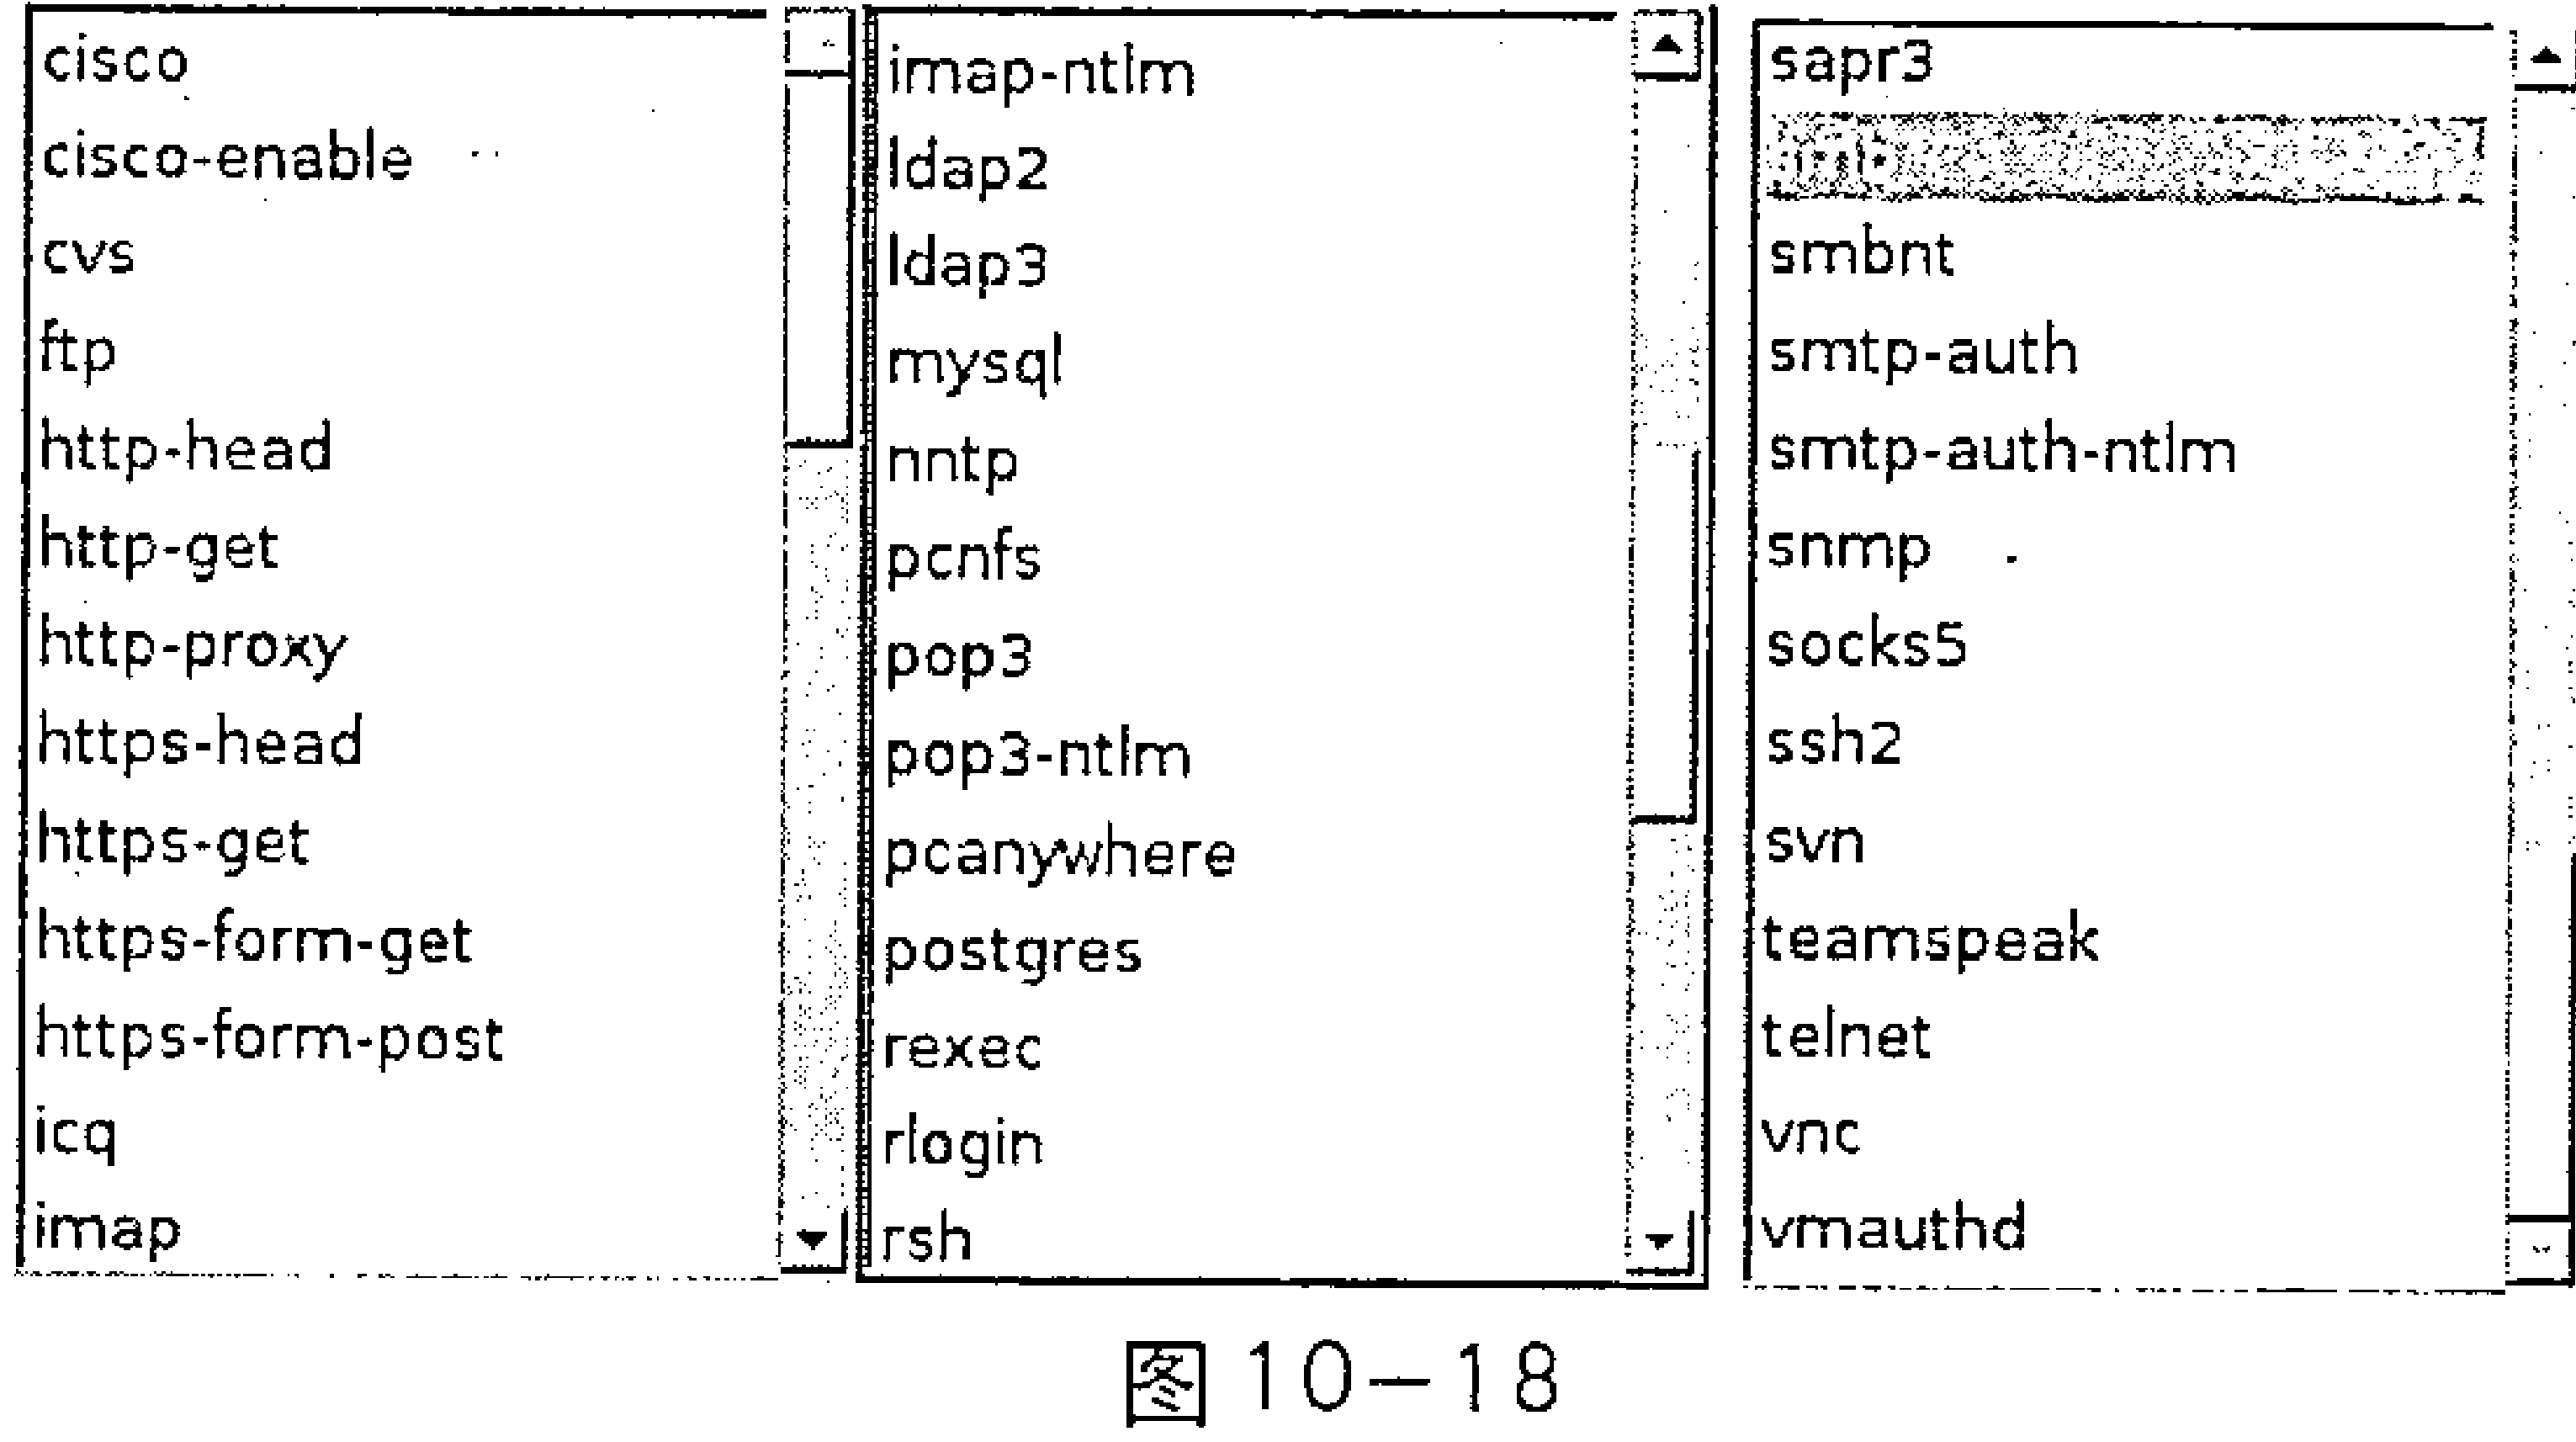 cisco
cisco-enable
cvs
ftp
http-head
http-get
http-proxy
https-head
https-get
https-form-get
https-form-post
icq
imap
imap-ntlm
ldap2
ldap3
mysql
nntp
pcnfs
pop3
pop3-ntlm
pcanywhere
postgres
rexec
rlogin
rsh
sapr3
smb
smbnt
smtp-auth
smtp-auth-ntlm
snmp
socks5
ssh2
svn
teamspeak
telnet
vnc
vmauthd
图 10-18